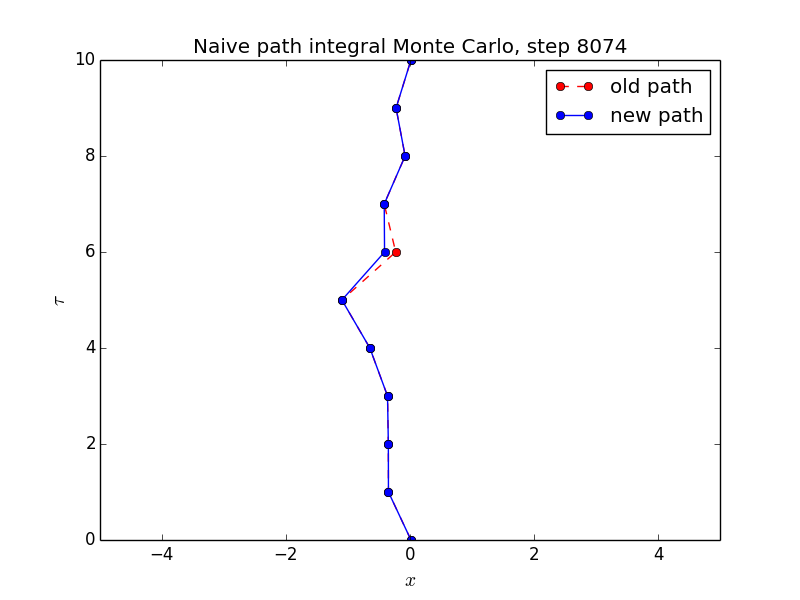 Naive path integral Monte Carlo, step 8074
old path
new path
10
8
6
4
2
0
τ
−4 −2 0 2 4
x